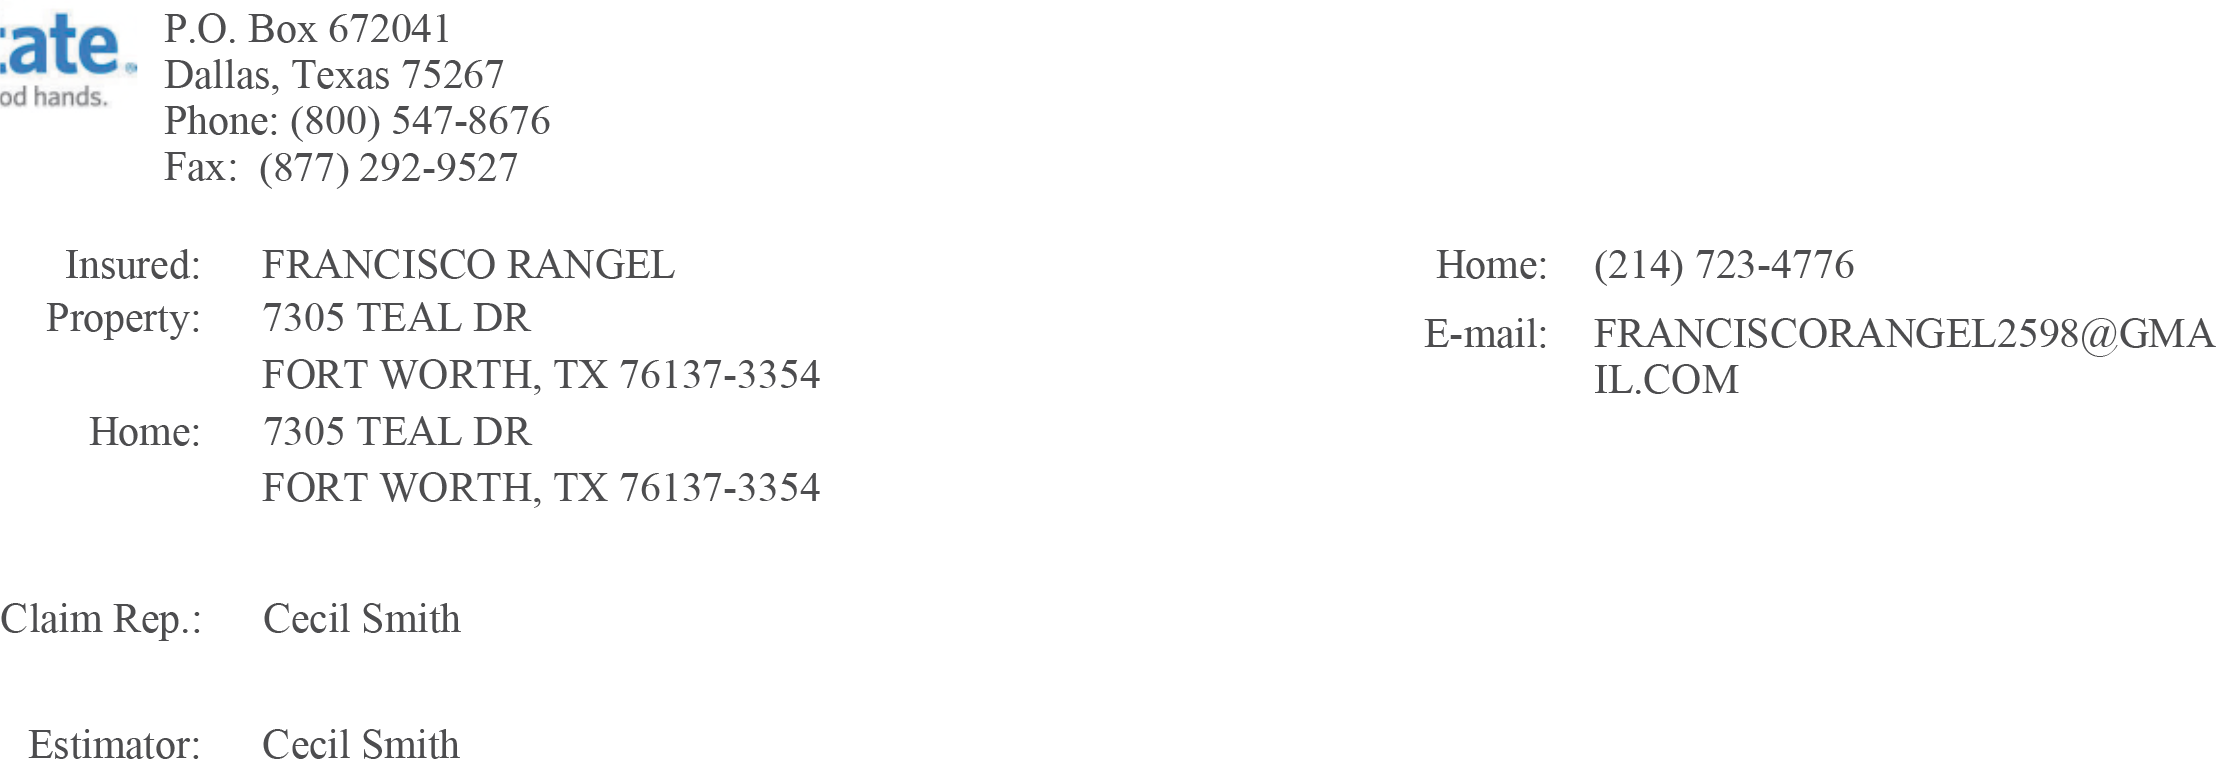 tate.
od hands.
P.O. Box 672041
Dallas, Texas 75267
Phone: (800) 547-8676
Fax: (877) 292-9527
Insured: FRANCISCO RANGEL
Property: 7305 TEAL DR
FORT WORTH, TX 76137-3354
Home: 7305 TEAL DR
FORT WORTH, TX 76137-3354
Home: (214) 723-4776
E-mail: FRANCISCORANGEL2598@GMA
IL.COM
Claim Rep.: Cecil Smith
Estimator: Cecil Smith